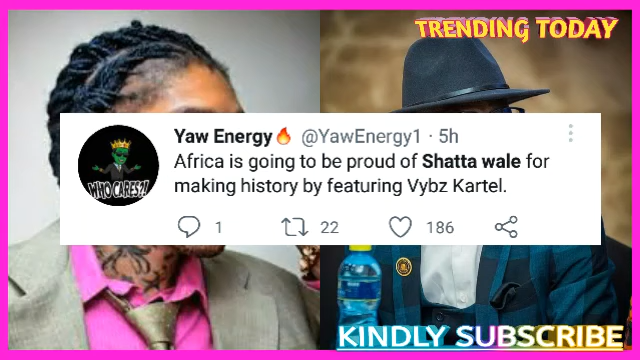 TRENDING TODAY
Yaw Energy🔥 @YawEnergy1 · 5h
Africa is going to be proud of Shatta wale for
making history by featuring Vybz Kartel.
WHO CARES?!
1 22 186
KINDLY SUBSCRIBE